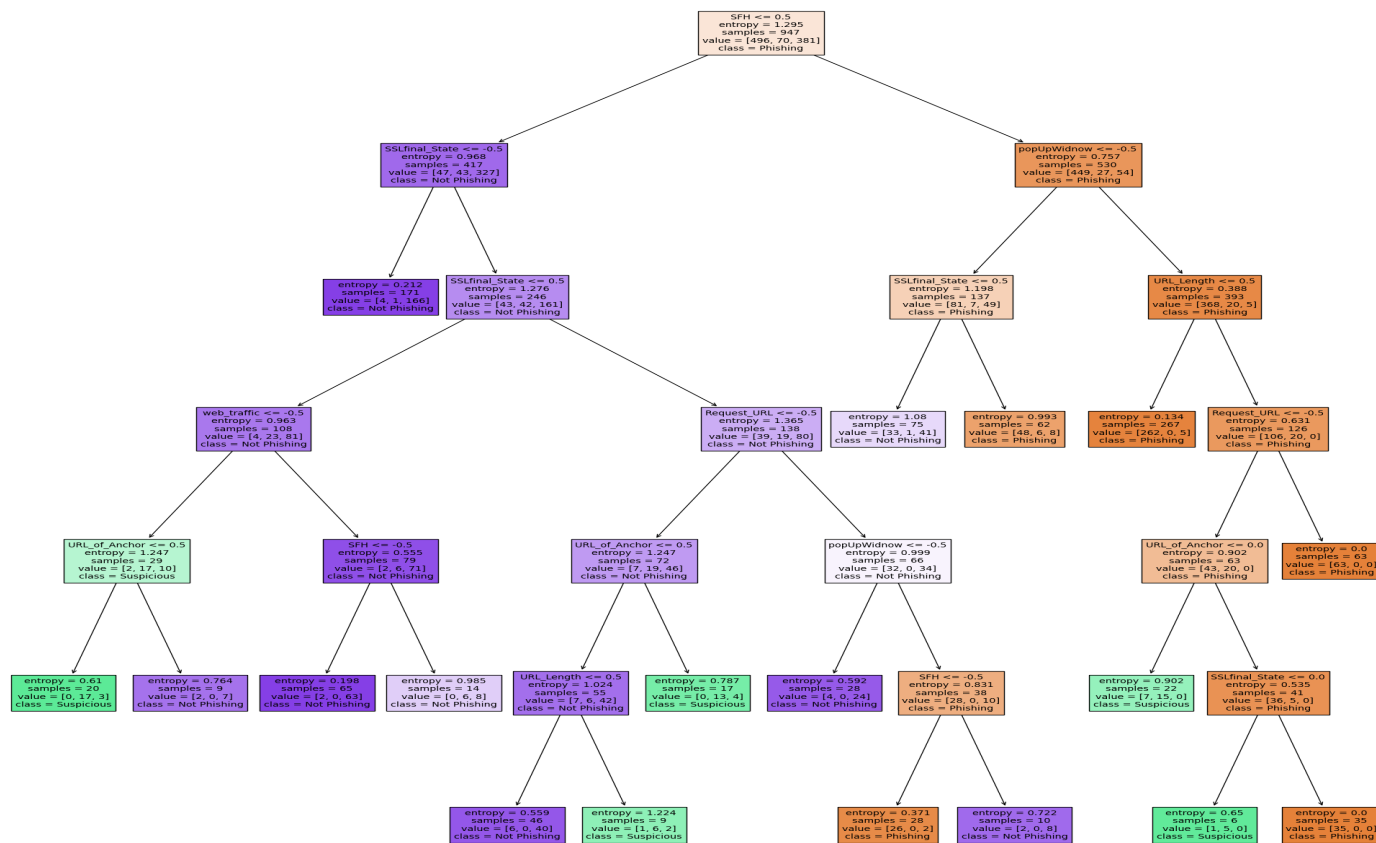 SFH <= 0.5
entropy = 1.295
samples = 947
value = [496, 70, 381]
class = Phishing
SSLfinal_State <= -0.5
entropy = 0.968
samples = 417
value = [47, 43, 327]
class = Not Phishing
popUpWidnow <= -0.5
entropy = 0.757
samples = 530
value = [449, 27, 54]
class = Phishing
entropy = 0.212
samples = 171
value = [4, 1, 166]
class = Not Phishing
SSLfinal_State <= 0.5
entropy = 1.276
samples = 246
value = [43, 42, 161]
class = Not Phishing
SSLfinal_State <= 0.5
entropy = 1.198
samples = 137
value = [81, 7, 49]
class = Phishing
URL_Length <= 0.5
entropy = 0.388
samples = 393
value = [368, 20, 5]
class = Phishing
web_traffic <= -0.5
entropy = 0.963
samples = 108
value = [4, 23, 81]
class = Not Phishing
Request_URL <= -0.5
entropy = 1.365
samples = 138
value = [39, 19, 80]
class = Not Phishing
entropy = 1.08
samples = 75
value = [33, 1, 41]
class = Not Phishing
entropy = 0.993
samples = 62
value = [48, 6, 8]
class = Phishing
entropy = 0.134
samples = 267
value = [262, 0, 5]
class = Phishing
Request_URL <= -0.5
entropy = 0.631
samples = 126
value = [106, 20, 0]
class = Phishing
URL_of_Anchor <= 0.5
entropy = 1.247
samples = 29
value = [2, 17, 10]
class = Suspicious
SFH <= -0.5
entropy = 0.555
samples = 79
value = [2, 6, 71]
class = Not Phishing
URL_of_Anchor <= 0.5
entropy = 1.247
samples = 72
value = [7, 19, 46]
class = Not Phishing
popUpWidnow <= -0.5
entropy = 0.999
samples = 66
value = [32, 0, 34]
class = Not Phishing
URL_of_Anchor <= 0.0
entropy = 0.902
samples = 63
value = [43, 20, 0]
class = Phishing
entropy = 0.0
samples = 63
value = [63, 0, 0]
class = Phishing
entropy = 0.61
samples = 20
value = [0, 17, 3]
class = Suspicious
entropy = 0.764
samples = 9
value = [2, 0, 7]
class = Not Phishing
entropy = 0.198
samples = 65
value = [2, 0, 63]
class = Not Phishing
entropy = 0.985
samples = 14
value = [0, 6, 8]
class = Not Phishing
URL_Length <= 0.5
entropy = 1.024
samples = 55
value = [7, 6, 42]
class = Not Phishing
entropy = 0.787
samples = 17
value = [0, 13, 4]
class = Suspicious
entropy = 0.592
samples = 28
value = [4, 0, 24]
class = Not Phishing
SFH <= -0.5
entropy = 0.831
samples = 38
value = [28, 0, 10]
class = Phishing
entropy = 0.902
samples = 22
value = [7, 15, 0]
class = Suspicious
SSLfinal_State <= 0.0
entropy = 0.535
samples = 41
value = [36, 5, 0]
class = Phishing
entropy = 0.559
samples = 46
value = [6, 0, 40]
class = Not Phishing
entropy = 1.224
samples = 9
value = [1, 6, 2]
class = Suspicious
entropy = 0.371
samples = 28
value = [26, 0, 2]
class = Phishing
entropy = 0.722
samples = 10
value = [2, 0, 8]
class = Not Phishing
entropy = 0.65
samples = 6
value = [1, 5, 0]
class = Suspicious
entropy = 0.0
samples = 35
value = [35, 0, 0]
class = Phishing